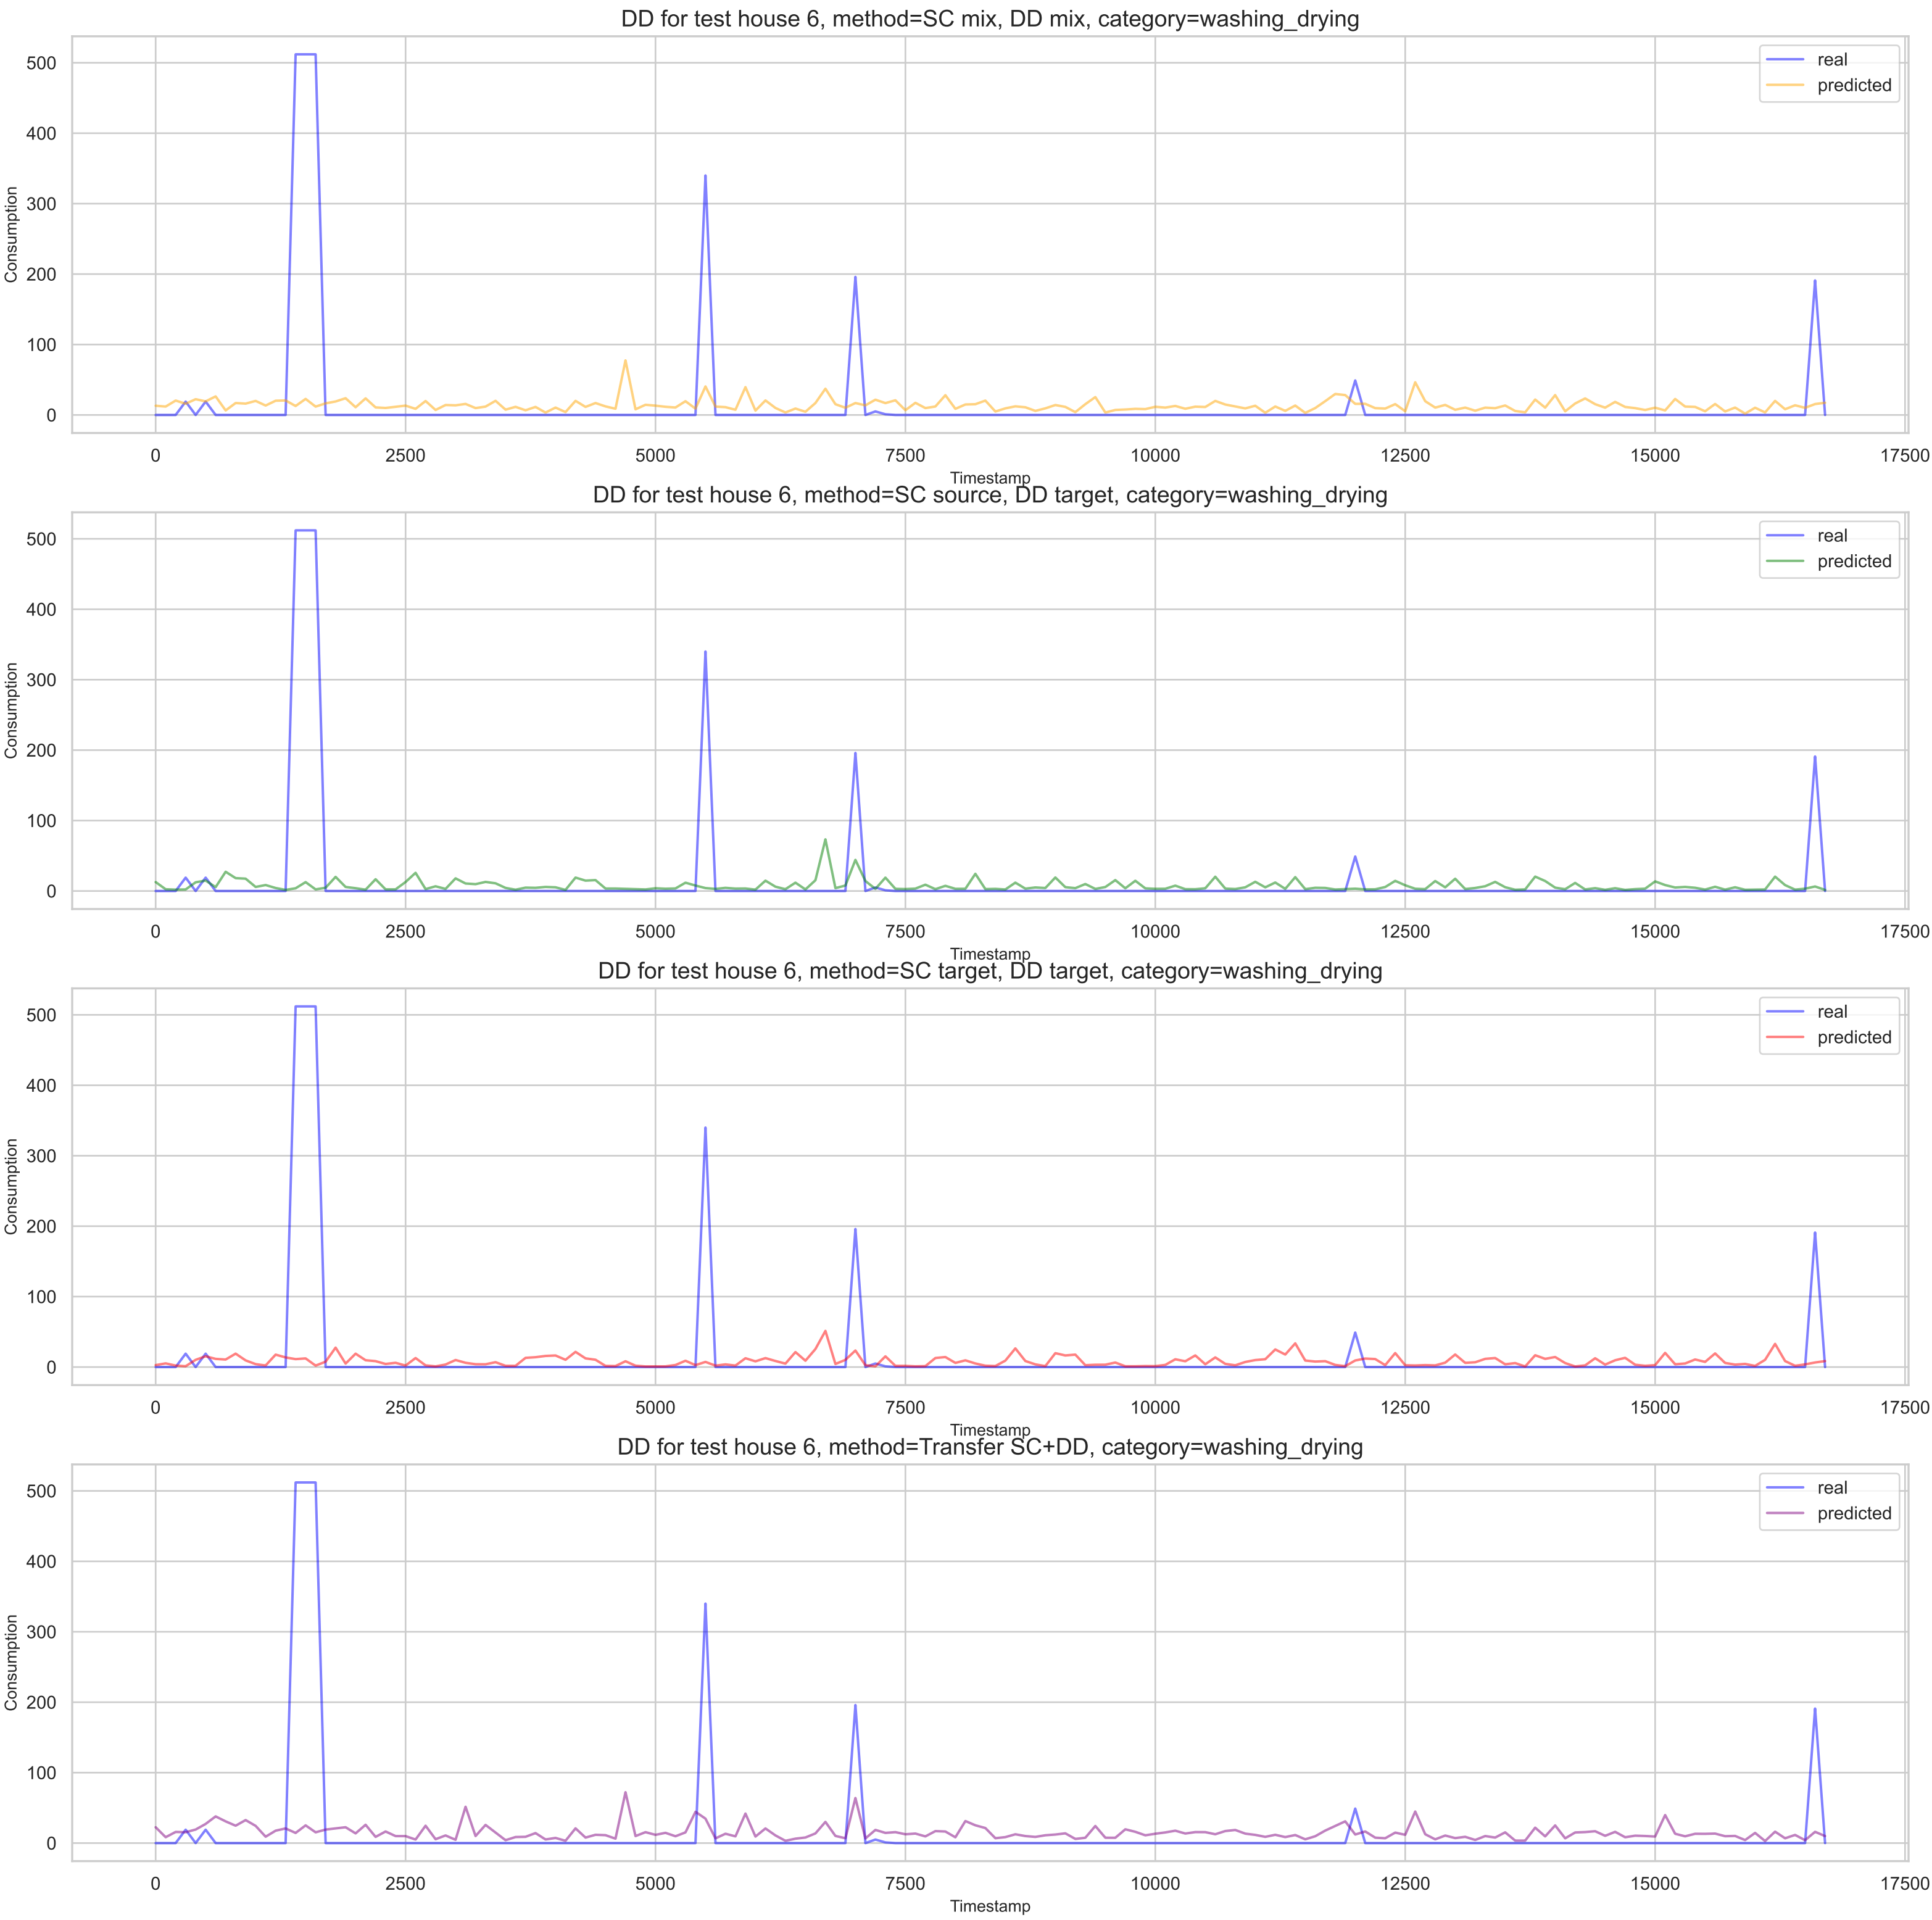 DD for test house 6, method=SC mix, DD mix, category=washing_drying
500
400
300
200
100
0
Consumption
real
predicted
0 2500 5000 7500 10000 12500 15000 17500
Timestamp
DD for test house 6, method=SC source, DD target, category=washing_drying
500
400
300
200
100
0
Consumption
real
predicted
0 2500 5000 7500 10000 12500 15000 17500
Timestamp
DD for test house 6, method=SC target, DD target, category=washing_drying
500
400
300
200
100
0
Consumption
real
predicted
0 2500 5000 7500 10000 12500 15000 17500
Timestamp
DD for test house 6, method=Transfer SC+DD, category=washing_drying
500
400
300
200
100
0
Consumption
real
predicted
0 2500 5000 7500 10000 12500 15000 17500
Timestamp